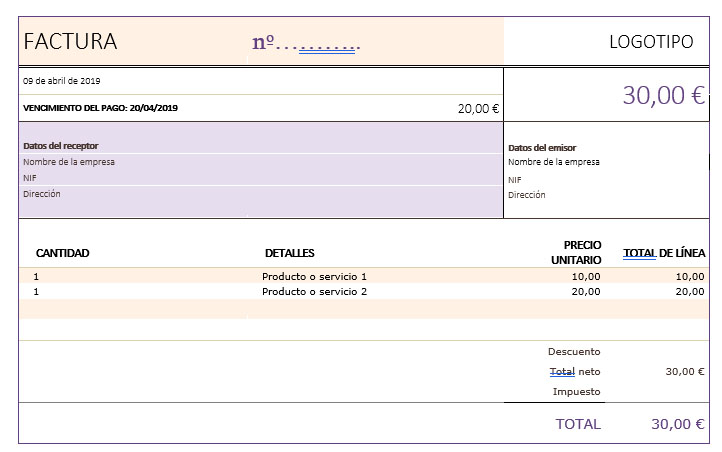 FACTURA nº............. LOGOTIPO
09 de abril de 2019
30,00 €
VENCIMIENTO DEL PAGO: 20/04/2019 20,00 €
Datos del receptor
Nombre de la empresa
NIF
Dirección
Datos del emisor
Nombre de la empresa
NIF
Dirección
CANTIDAD DETALLES PRECIO UNITARIO TOTAL DE LÍNEA
1 Producto o servicio 1 10,00 10,00
1 Producto o servicio 2 20,00 20,00
Descuento
Total neto 30,00 €
Impuesto
TOTAL 30,00 €